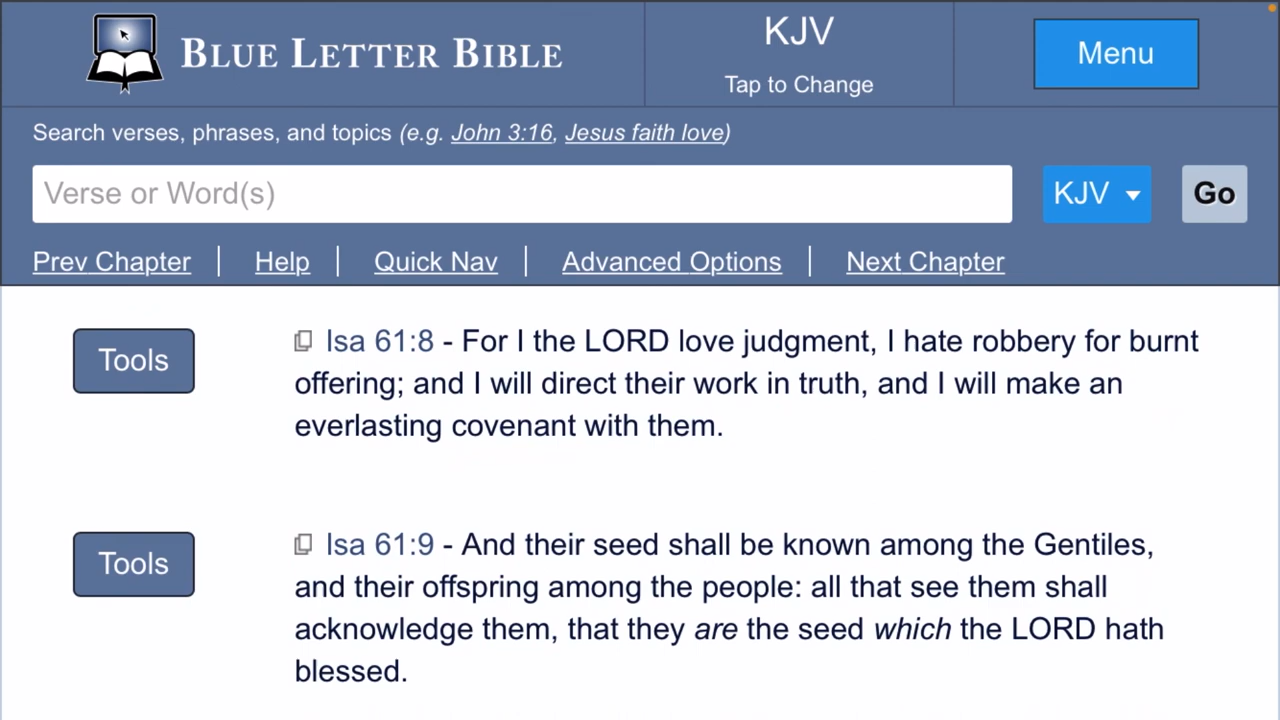 BLUE LETTER BIBLE
KJV
Tap to Change
Menu
Search verses, phrases, and topics (e.g. John 3:16, Jesus faith love)
Verse or Word(s)
KJV
Go
Prev Chapter
Help
Quick Nav
Advanced Options
Next Chapter
Tools
Isa 61:8 - For I the LORD love judgment, I hate robbery for burnt
offering; and I will direct their work in truth, and I will make an
everlasting covenant with them.
Tools
Isa 61:9 - And their seed shall be known among the Gentiles,
and their offspring among the people: all that see them shall
acknowledge them, that they are the seed which the LORD hath
blessed.